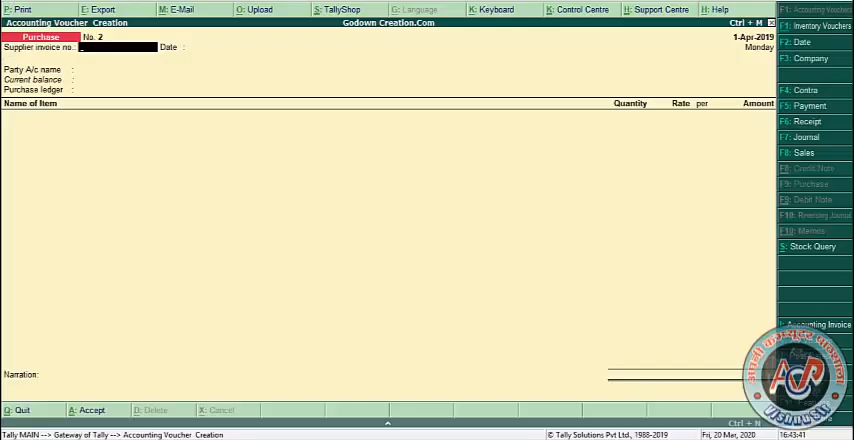 P: Print E: Export M: E-Mail O: Upload S: TallyShop G: Language K: Keyboard K: Control Centre H: Support Centre H: Help
Accounting Voucher Creation Godown Creation.Com Ctrl + M
Purchase No. 2 1-Apr-2019
Supplier invoice no.: Date : Monday
Party A/c name :
Current balance :
Purchase ledger :
Name of Item Quantity Rate per Amount
Narration:
F1: Accounting Vouchers
F1: Inventory Vouchers
F2: Date
F3: Company
F4: Contra
F5: Payment
F6: Receipt
F7: Journal
F8: Sales
F8: Credit Note
F9: Purchase
F9: Debit Note
F10: Reversing Journal
F10: Memos
S: Stock Query
I: Accounting Invoice
ACP
Q: Quit A: Accept D: Delete X: Cancel
Ctrl + N
Tally MAIN --> Gateway of Tally --> Accounting Voucher Creation © Tally Solutions Pvt Ltd., 1988-2019 Fri, 20 Mar, 2020 16:43:41